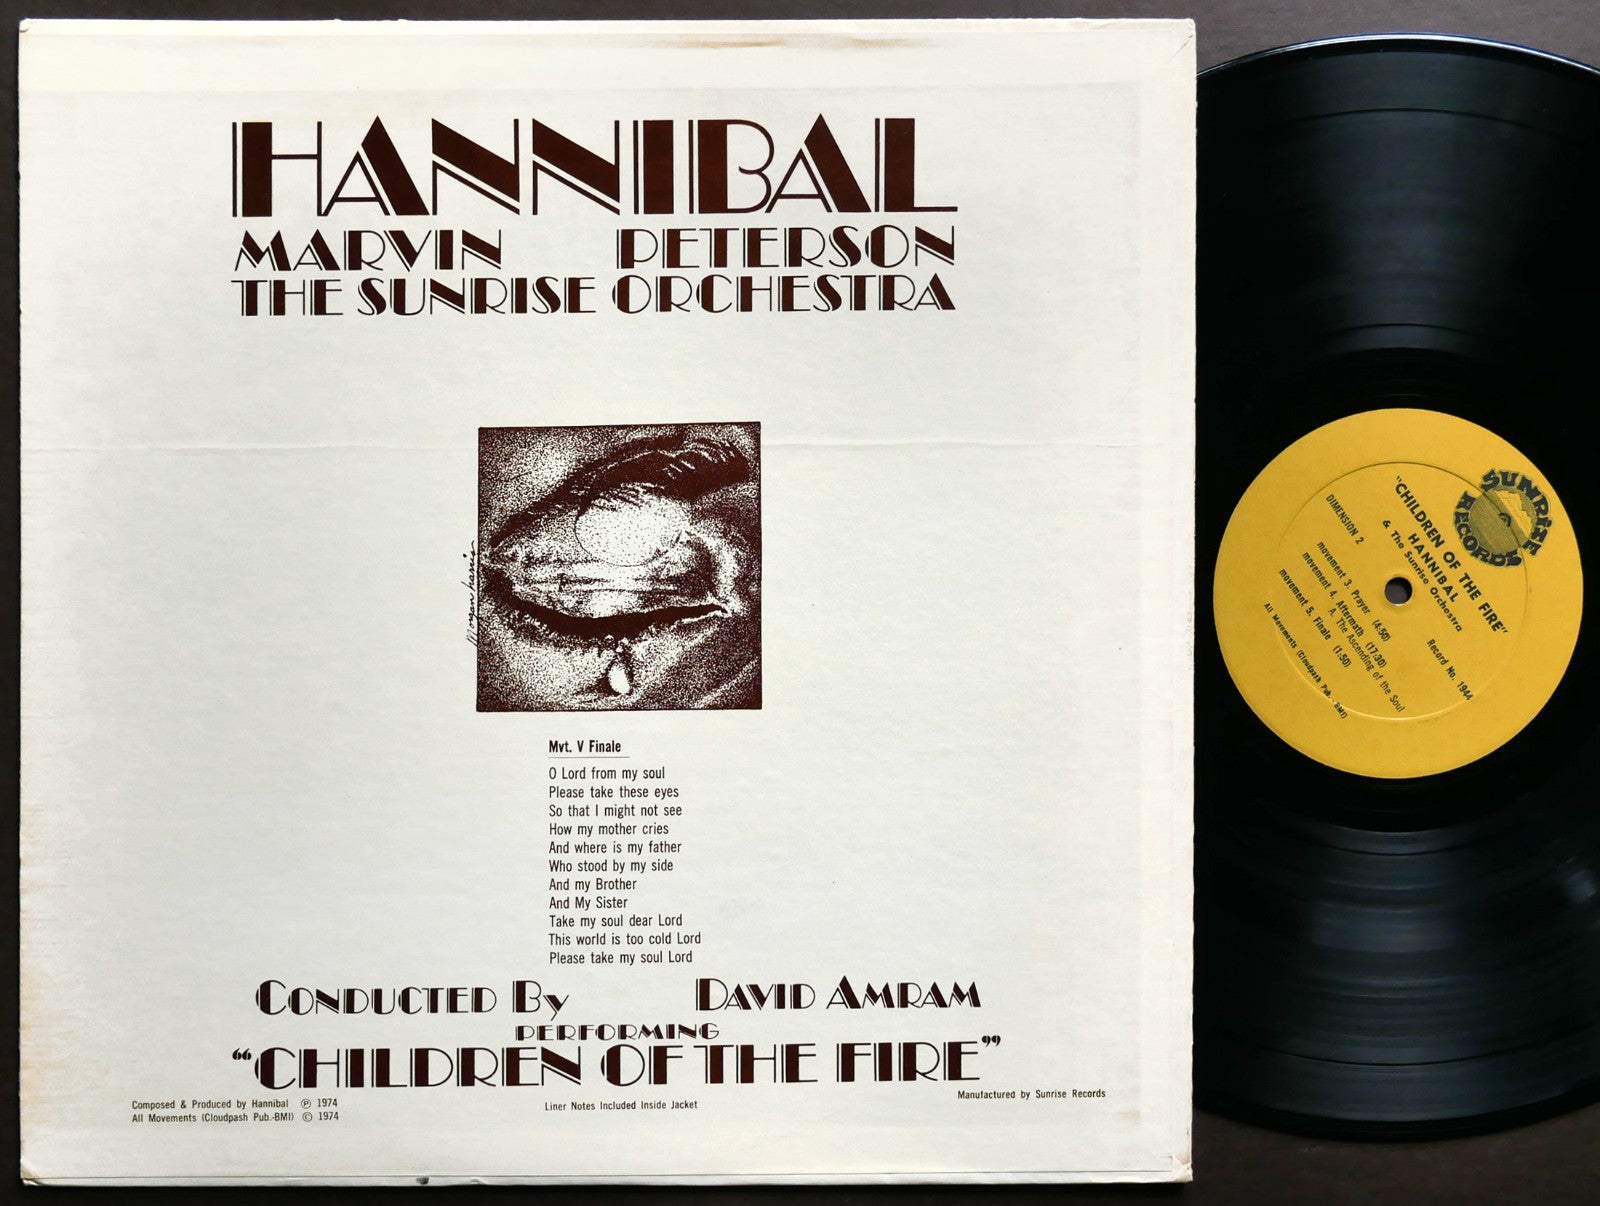 HANNIBAL
MARVIN PETERSON
THE SUNRISE ORCHESTRA
Mvt. V Finale
O Lord from my soul
Please take these eyes
So that I might not see
How my mother cries
And where is my father
Who stood by my side
And my Brother
And My Sister
Take my soul dear Lord
This world is too cold Lord
Please take my soul Lord
CONDUCTED By DAVID AMRAM
PERFORMING
“CHILDREN OF THE FIRE”
Composed & Produced by Hannibal ℗ 1974
All Movements (Cloudpash Pub.-BMI) © 1974
Liner Notes Included Inside Jacket
Manufactured by Sunrise Records
SUNRISE
RECORDS
"CHILDREN OF THE FIRE"
HANNIBAL
& The Sunrise Orchestra
DIMENSION 2
Record No. 1944
movement 3. Prayer (4:50)
movement 4. Aftermath (17:30)
A. The Ascending of the Soul
movement 5. Finale (1:50)
All Movements (Cloudpash Pub. - BMI)